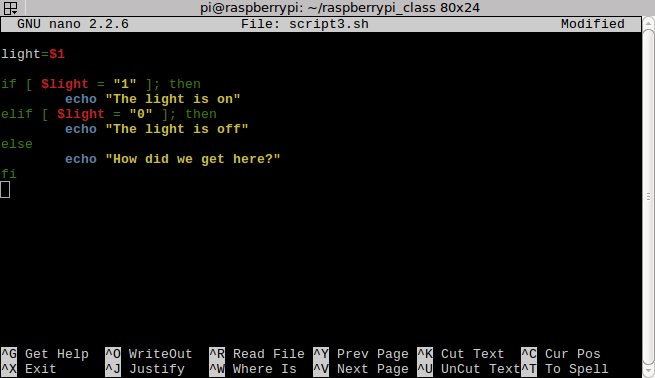 pi@raspberrypi: ~/raspberrypi_class 80x24
GNU nano 2.2.6 File: script3.sh Modified
light=$1
if [ $light = "1" ]; then
echo "The light is on"
elif [ $light = "0" ]; then
echo "The light is off"
else
echo "How did we get here?"
fi
^G Get Help ^O WriteOut ^R Read File ^Y Prev Page ^K Cut Text ^C Cur Pos
^X Exit ^J Justify ^W Where Is ^V Next Page ^U UnCut Text ^T To Spell